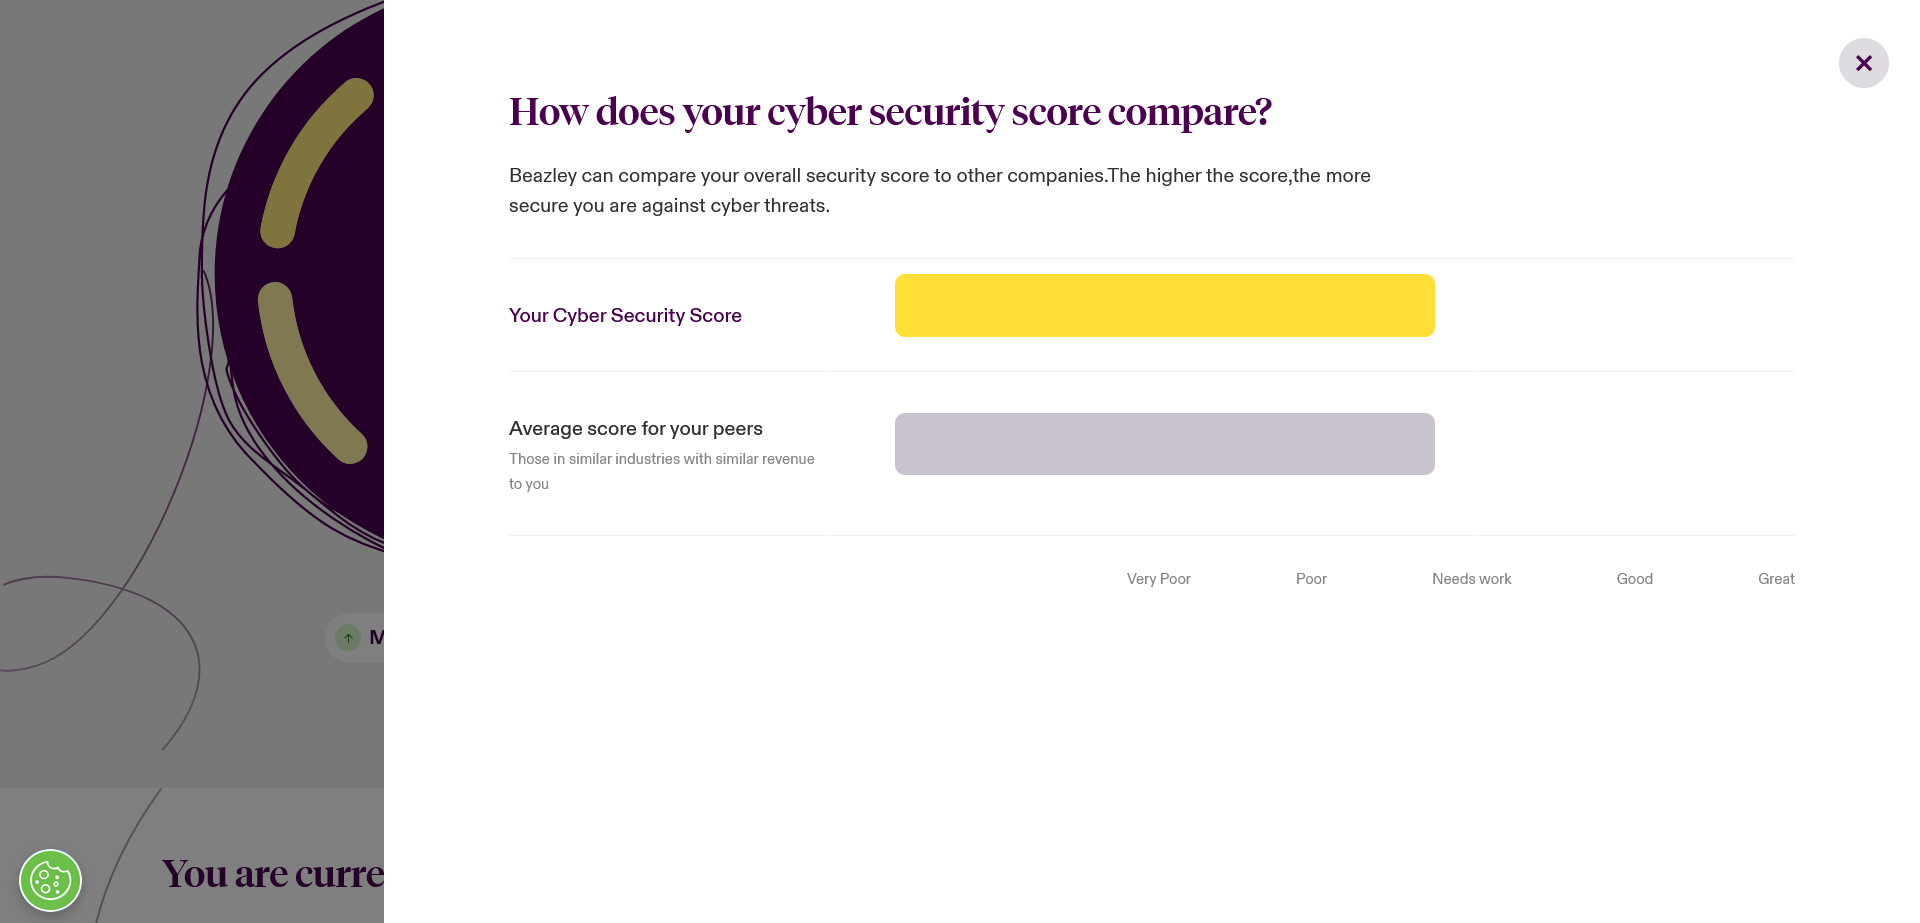 How does your cyber security score compare?
Beazley can compare your overall security score to other companies.The higher the score,the more
secure you are against cyber threats.
Your Cyber Security Score
Average score for your peers
Those in similar industries with similar revenue
to you
Very Poor Poor Needs work Good Great
M
You are curre